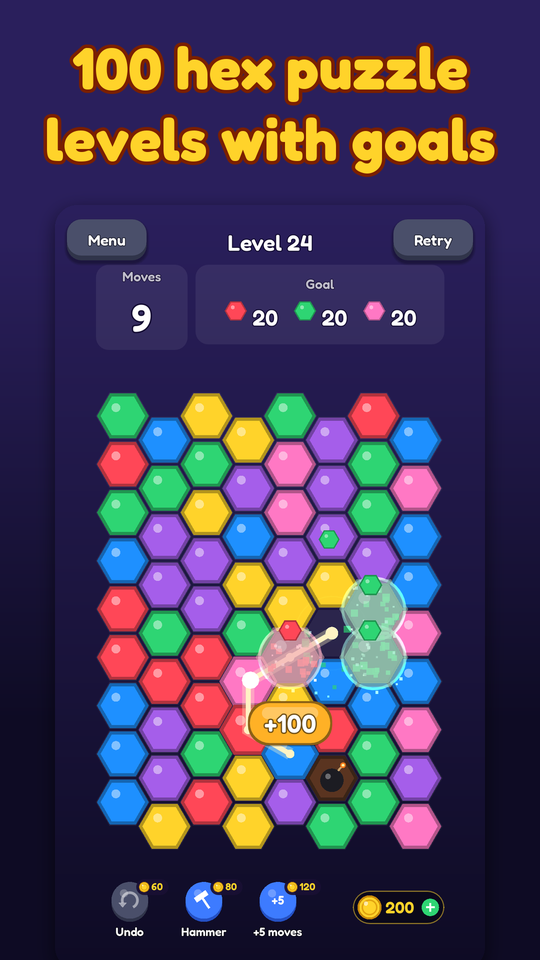 100 hex puzzle
levels with goals
Menu
Level 24
Retry
Moves
9
Goal
20
20
20
+100
60
80
+5
120
Undo
Hammer
+5 moves
200
+